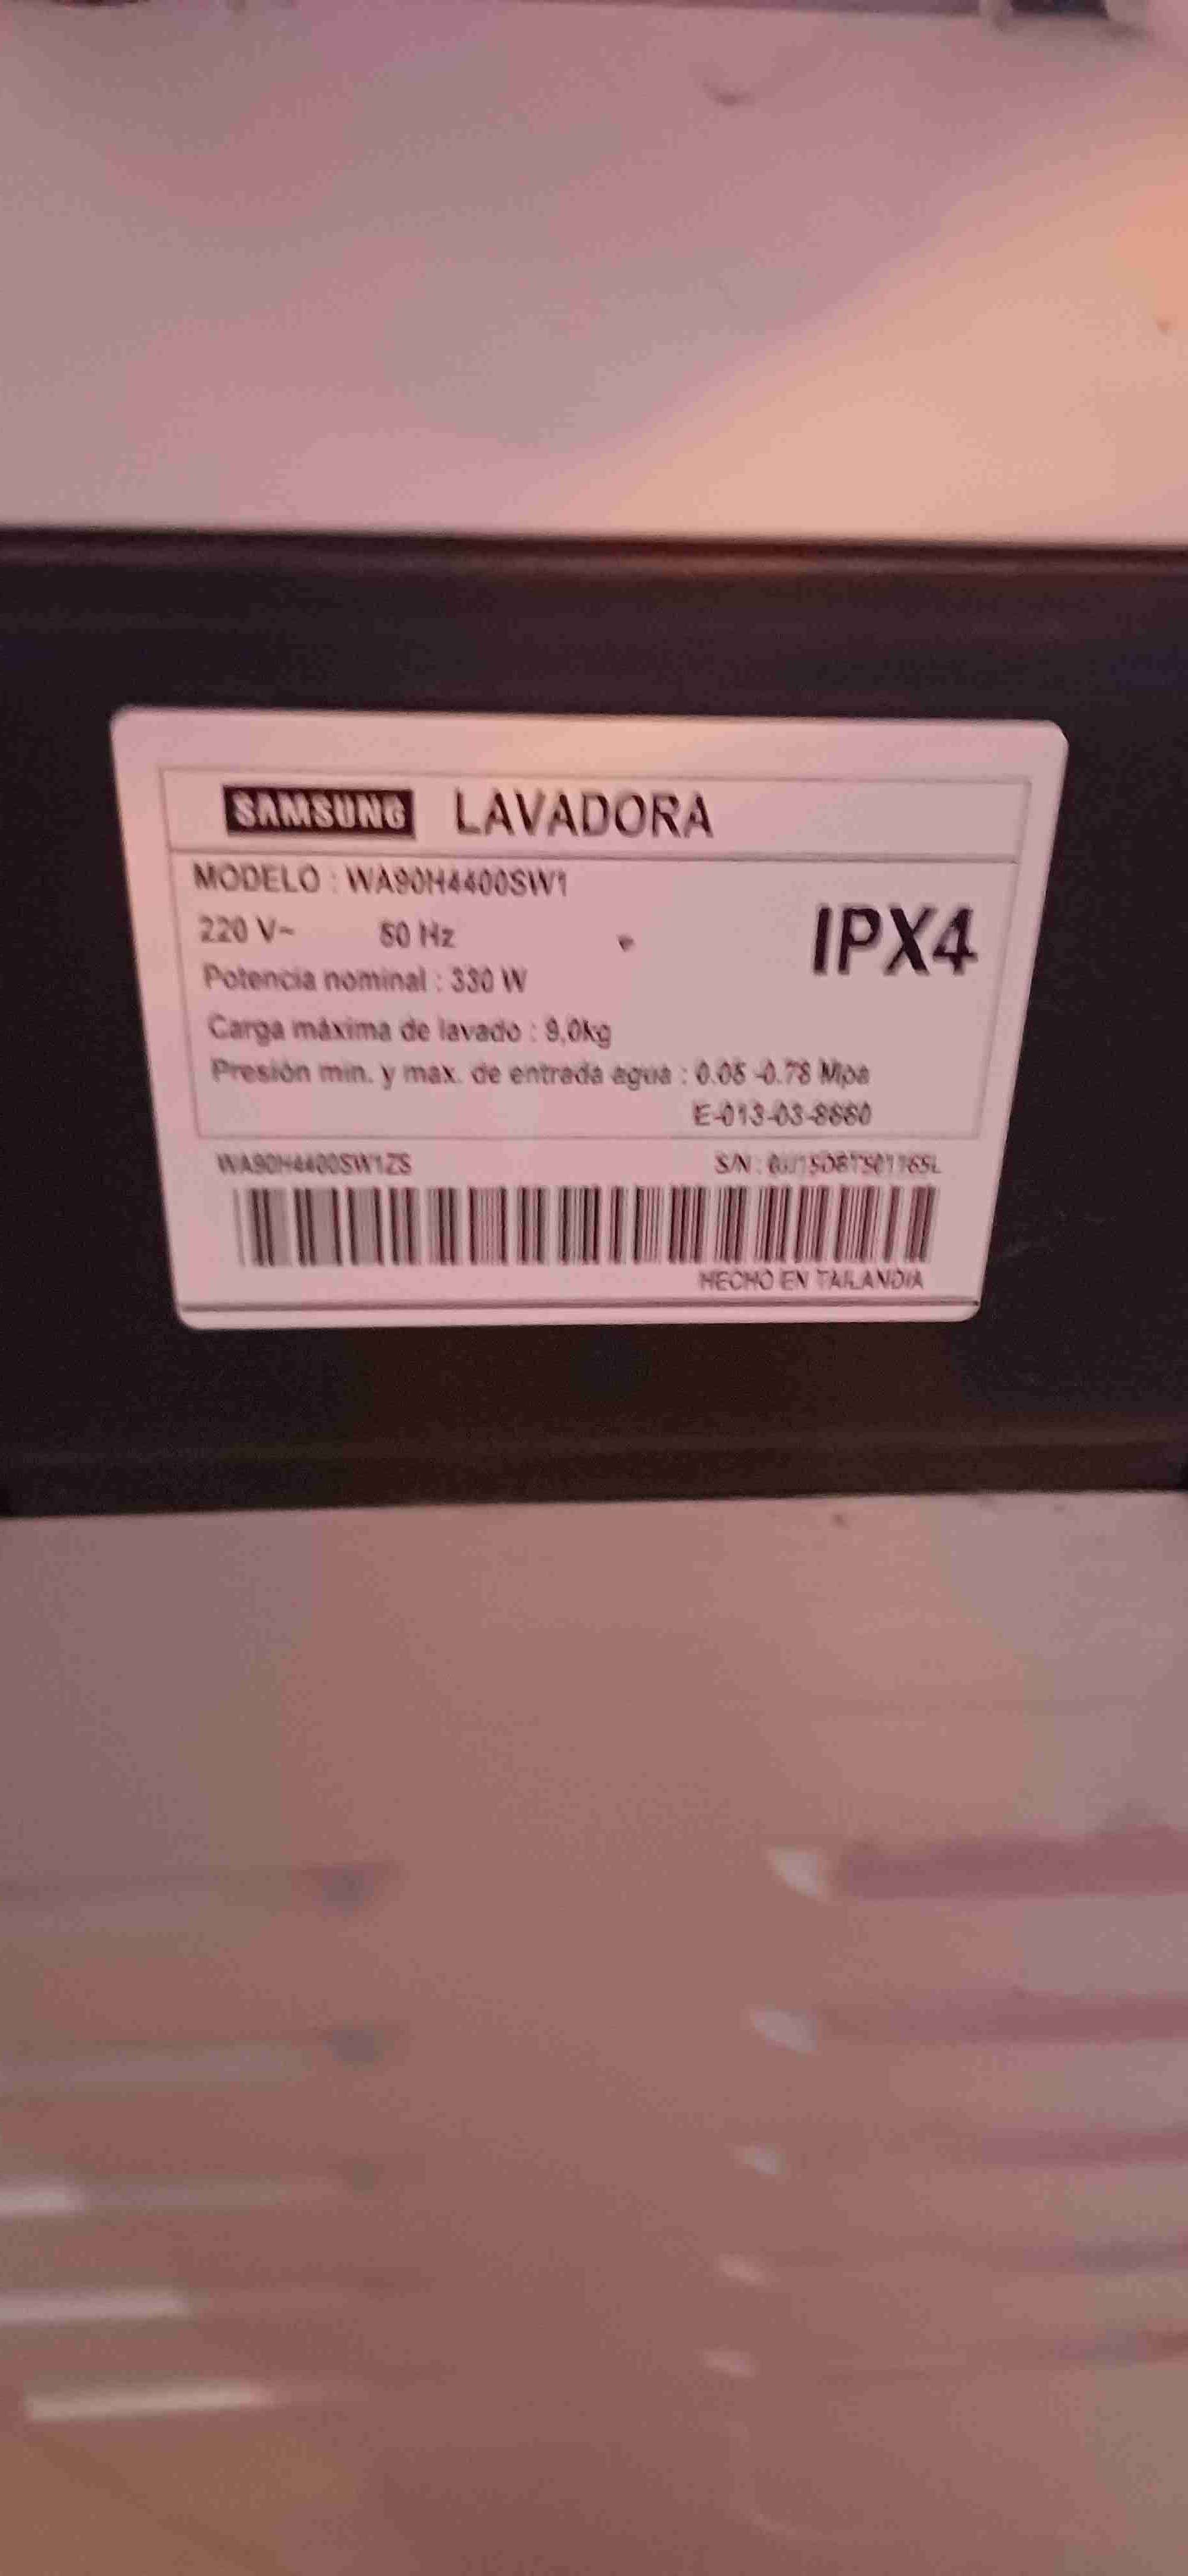 SAMSUNG LAVADORA
MODELO : WA90H4400SW1
220 V~ 50 Hz
IPX4
Potencia nominal : 330 W
Carga máxima de lavado : 9,0kg
Presión min. y max. de entrada agua : 0.05 -0.78 Mpa
E-013-03-8660
WA90H4400SW1ZS S/N :
HECHO EN TAILANDIA